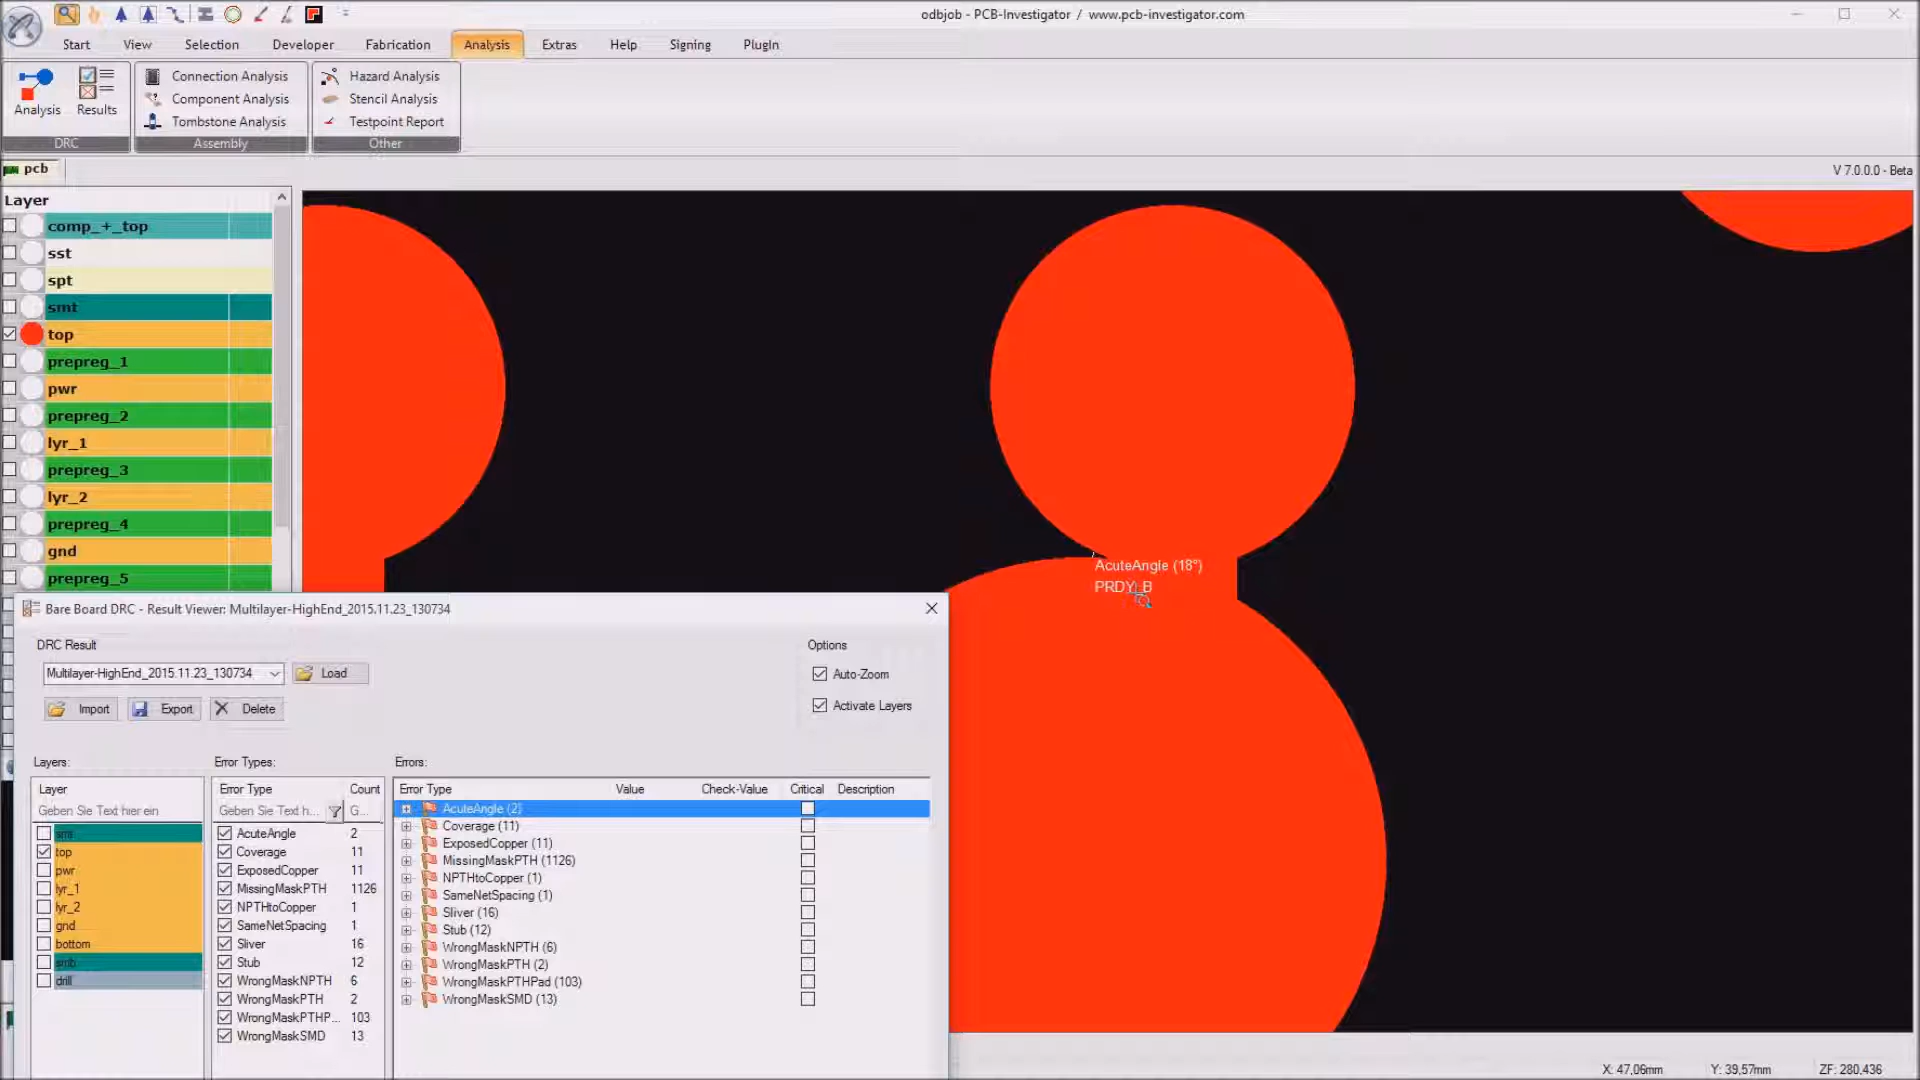 odbjob - PCB-Investigator / www.pcb-investigator.com
Start View Selection Developer Fabrication Analysis Extras Help Signing PlugIn
Analysis
Results
DRC
Connection Analysis
Component Analysis
Tombstone Analysis
Assembly
Hazard Analysis
Stencil Analysis
Testpoint Report
Other
pcb
V 7.0.0.0 - Beta
Layer
comp_+_top
sst
spt
smt
top
prepreg_1
pwr
prepreg_2
lyr_1
prepreg_3
lyr_2
prepreg_4
gnd
prepreg_5
AcuteAngle (18°)
PRDY_B
Bare Board DRC - Result Viewer: Multilayer-HighEnd_2015.11.23_130734
DRC Result
Multilayer-HighEnd_2015.11.23_130734
Load
Import Export Delete
Options
Auto-Zoom
Activate Layers
Layers:
Layer
Geben Sie Text hier ein
smt
top
pwr
lyr_1
lyr_2
gnd
bottom
smb
drill
Error Types:
Error Type Count
Geben Sie Text h... G...
AcuteAngle 2
Coverage 11
ExposedCopper 11
MissingMaskPTH 1126
NPTHtoCopper 1
SameNetSpacing 1
Sliver 16
Stub 12
WrongMaskNPTH 6
WrongMaskPTH 2
WrongMaskPTHP... 103
WrongMaskSMD 13
Errors:
Error Type Value Check-Value Critical Description
AcuteAngle (2)
Coverage (11)
ExposedCopper (11)
MissingMaskPTH (1126)
NPTHtoCopper (1)
SameNetSpacing (1)
Sliver (16)
Stub (12)
WrongMaskNPTH (6)
WrongMaskPTH (2)
WrongMaskPTHPad (103)
WrongMaskSMD (13)
X: 47,06mm Y: 39,57mm ZF: 280,436